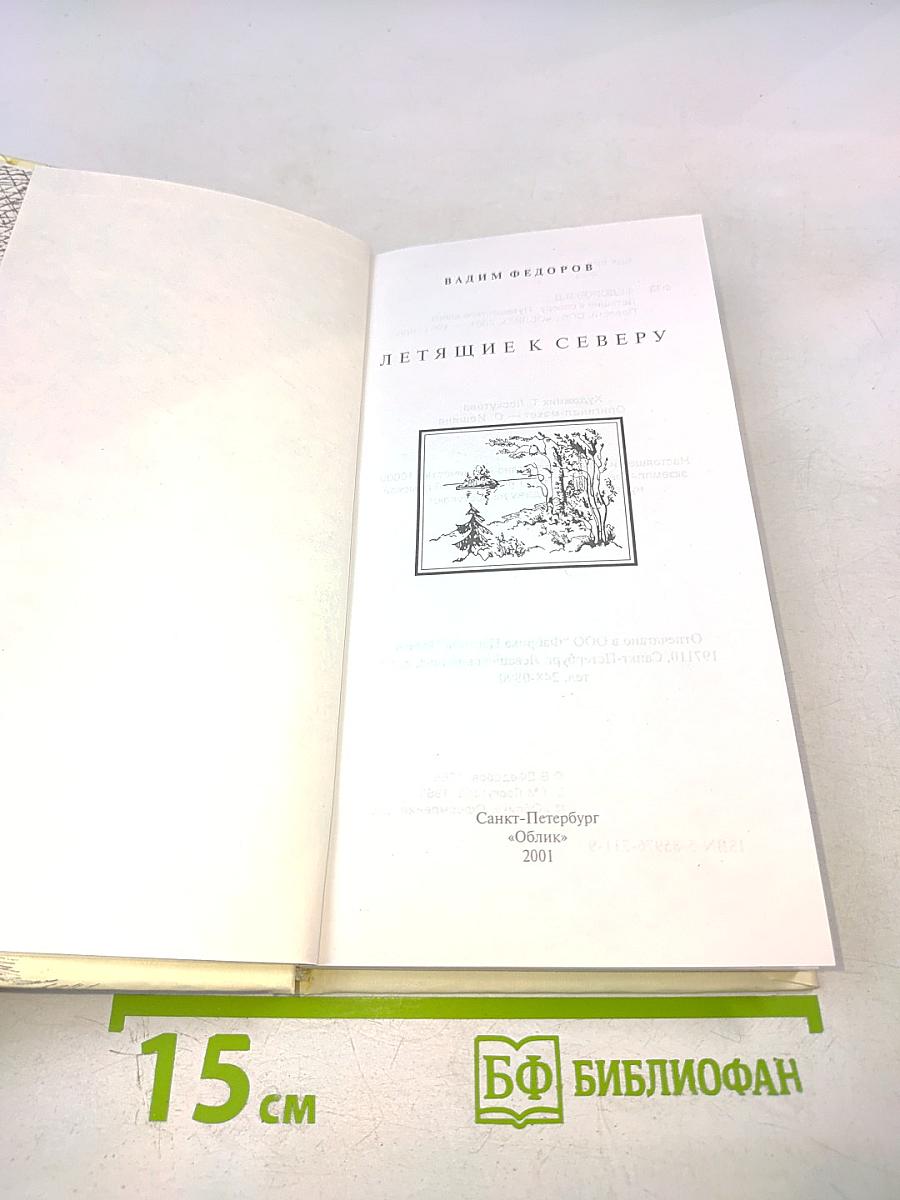 ВАДИМ ФЕДОРОВ
ЛЕТЯЩИЕ К СЕВЕРУ
Санкт-Петербург
«Облик»
2001
15 см
БФ БИБЛИОФАН